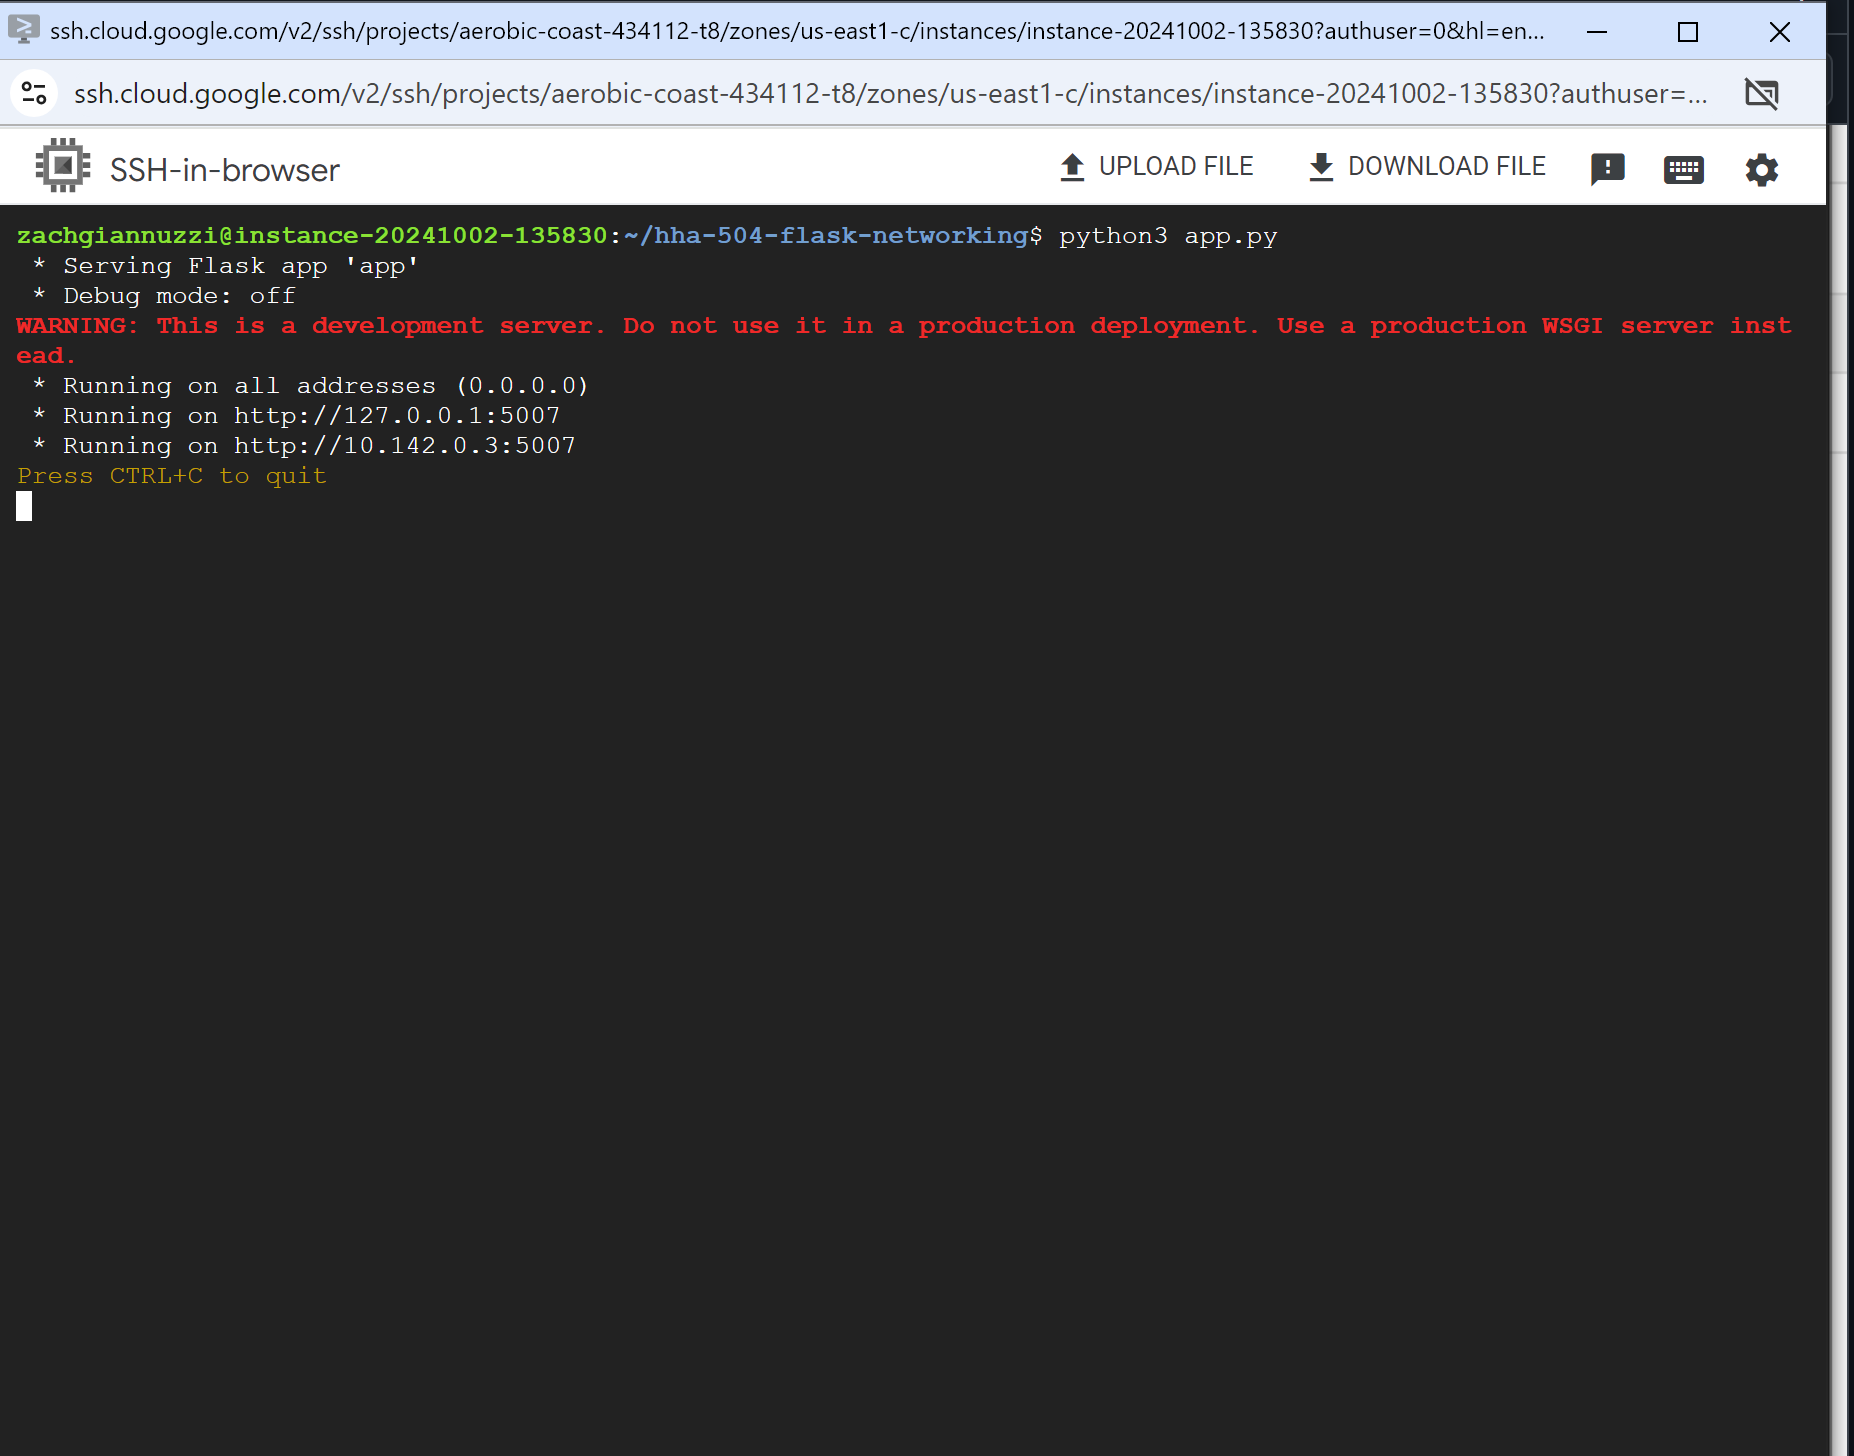 ssh.cloud.google.com/v2/ssh/projects/aerobic-coast-434112-t8/zones/us-east1-c/instances/instance-20241002-135830?authuser=0&hl=en...
ssh.cloud.google.com/v2/ssh/projects/aerobic-coast-434112-t8/zones/us-east1-c/instances/instance-20241002-135830?authuser=...
SSH-in-browser UPLOAD FILE DOWNLOAD FILE
zachgiannuzzi@instance-20241002-135830:~/hha-504-flask-networking$ python3 app.py
 * Serving Flask app 'app'
 * Debug mode: off
WARNING: This is a development server. Do not use it in a production deployment. Use a production WSGI server inst
ead.
 * Running on all addresses (0.0.0.0)
 * Running on http://127.0.0.1:5007
 * Running on http://10.142.0.3:5007
Press CTRL+C to quit